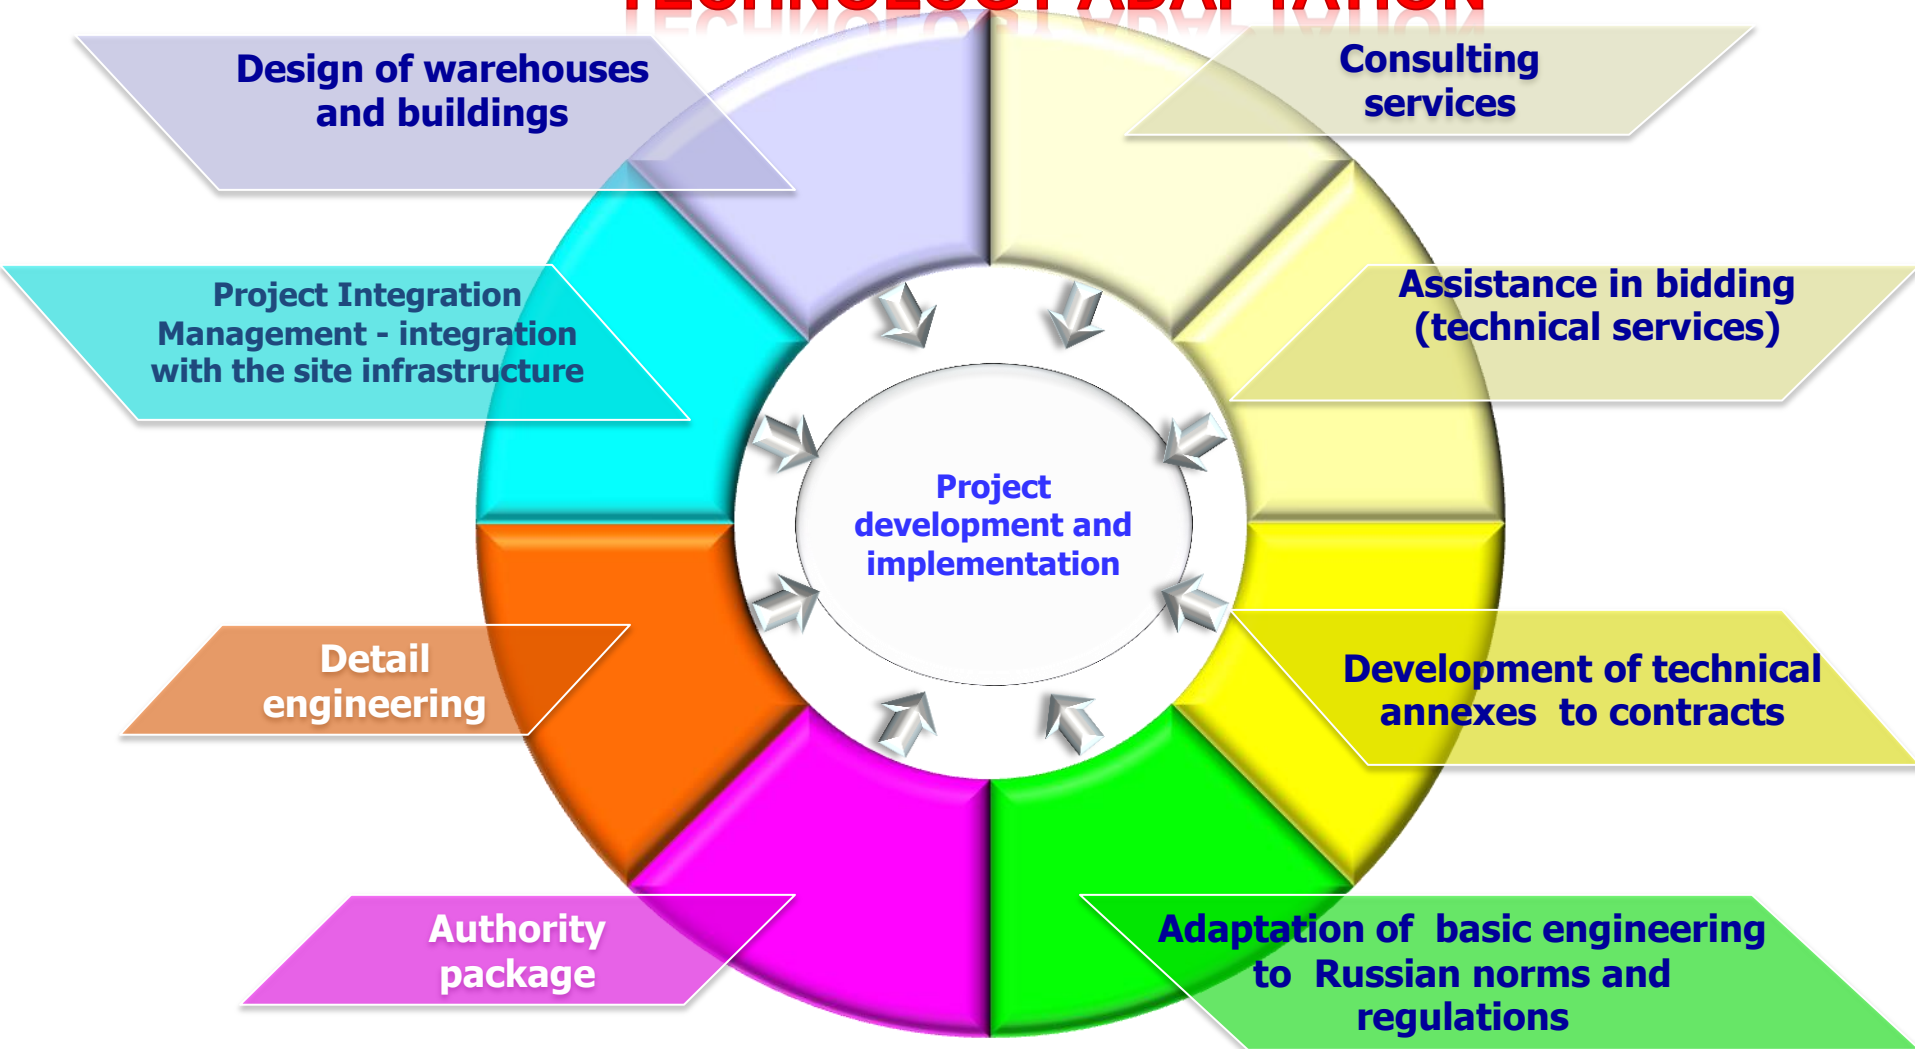 TECHNOLOGY ADAPTATION
Design of warehouses
and buildings
Consulting
services
Project Integration
Management - integration
with the site infrastructure
Assistance in bidding
(technical services)
Project
development and
implementation
Detail
engineering
Development of technical
annexes to contracts
Authority
package
Adaptation of basic engineering
to Russian norms and
regulations